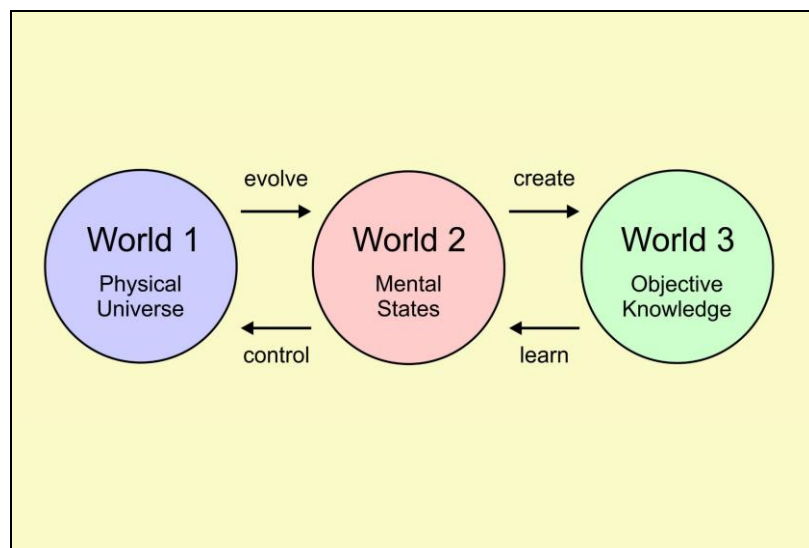 evolve
create
World 1
Physical
Universe
World 2
Mental
States
World 3
Objective
Knowledge
control
learn